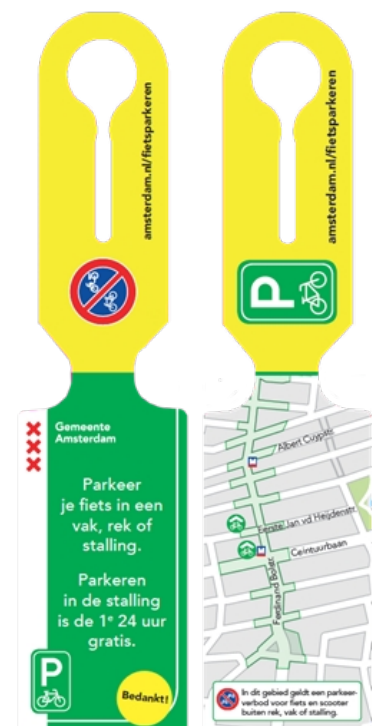 amsterdam.nl/fietsparkeren
Gemeente
Amsterdam
Parkeer
je fiets in een
vak, rek of
stalling.
Parkeren
in de stalling
is de 1e 24 uur
gratis.
P
Bedankt!
amsterdam.nl/fietsparkeren
P
Albert Cuypstr.
Eerste Jan vd Heijdenstr.
Ceintuurbaan
Ferdinand Bolstr.
In dit gebied geldt een parkeer-
verbod voor fiets en scooter
buiten rek, vak of stalling.